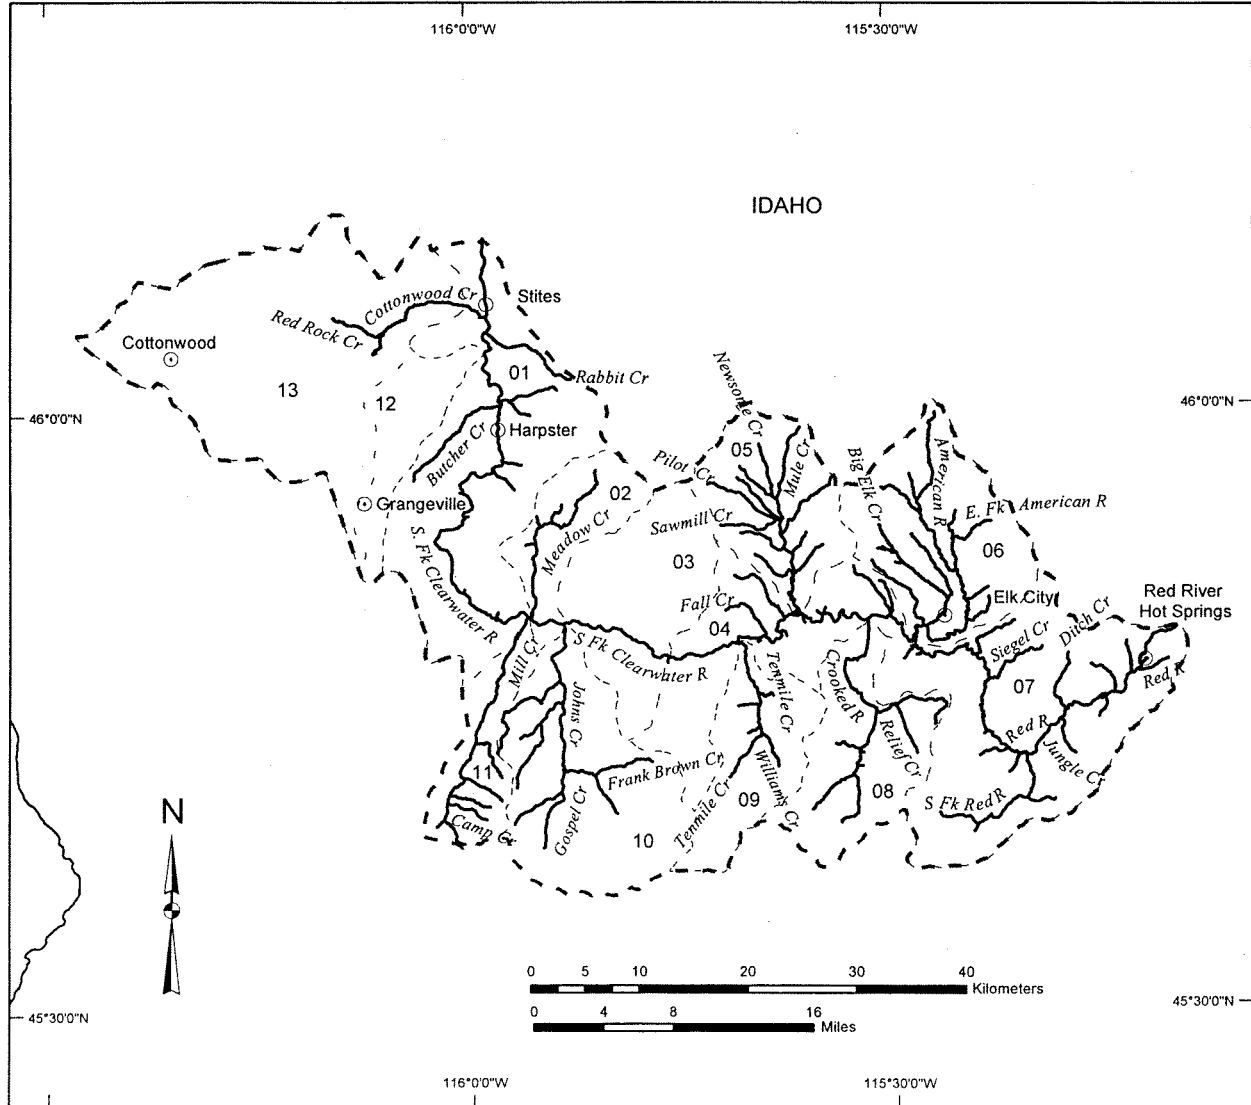 116°0'0"W
115°30'0"W
IDAHO
Cottonwood Cr
Stites
Red Rock Cr
Cottonwood
Rabbit Cr
01
13
12
46°0'0"N
46°0'0"N
Newsome Cr
Butcher Cr
Harpster
05
Mule Cr
Big Elk Cr
American R
Pilot Cr
02
Grangeville
Meadow Cr
Sawmill Cr
E. Fk American R
06
S. Fk Clearwater R
03
Fall Cr
04
Elk City
Red River
Hot Springs
Ditch Cr
Siegel Cr
S Fk Clearwater R
Mill Cr
Johns Cr
Tenmile Cr
Crooked R
07
Red R
Red R
Relief Cr
Jungle Cr
11
Frank Brown Cr
Williams Cr
09
08
S Fk Red R
Camp Cr
Gospel Cr
10
Tenmile Cr
N
0 5 10 20 30 40
Kilometers
0 4 8 16
Miles
45°30'0"N
45°30'0"N
116°0'0"W
115°30'0"W